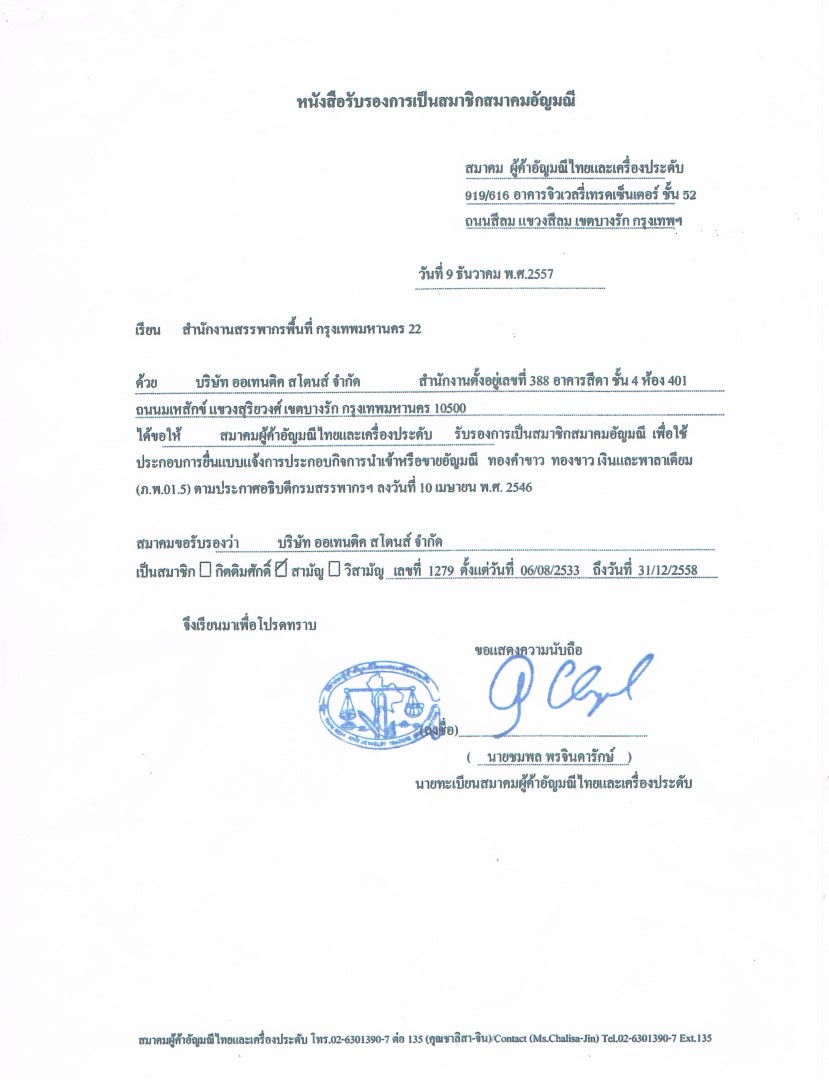 หนังสือรับรองการเป็นสมาชิกสมาคมอัญมณี
สมาคม ผู้ค้าอัญมณีไทยและเครื่องประดับ
919/616 อาคารจิวเวลรี่เทรดเซ็นเตอร์ ชั้น 52
ถนนสีลม แขวงสีลม เขตบางรัก กรุงเทพฯ
วันที่ 9 ธันวาคม พ.ศ.2557
เรียน สำนักงานสรรพากรพื้นที่ กรุงเทพมหานคร 22
ด้วย บริษัท ออเทนติค สโตนส์ จำกัด สำนักงานตั้งอยู่เลขที่ 388 อาคารสีดา ชั้น 4 ห้อง 401
ถนนมเหสักข์ แขวงสุริยวงศ์ เขตบางรัก กรุงเทพมหานคร 10500
ได้ขอให้ สมาคมผู้ค้าอัญมณีไทยและเครื่องประดับ รับรองการเป็นสมาชิกสมาคมอัญมณี เพื่อใช้
ประกอบการยื่นแบบแจ้งการประกอบกิจการนำเข้าหรือขายอัญมณี ทองคำขาว ทองขาว เงินและพาลาเดียม
(ภ.พ.01.5) ตามประกาศอธิบดีกรมสรรพากรฯ ลงวันที่ 10 เมษายน พ.ศ. 2546
สมาคมขอรับรองว่า บริษัท ออเทนติค สโตนส์ จำกัด
เป็นสมาชิก กิตติมศักดิ์ สามัญ วิสามัญ เลขที่ 1279 ตั้งแต่วันที่ 06/08/2533 ถึงวันที่ 31/12/2558
จึงเรียนมาเพื่อโปรดทราบ
ขอแสดงความนับถือ
(ลงชื่อ)
( นายชมพล พรจินดารักษ์ )
นายทะเบียนสมาคมผู้ค้าอัญมณีไทยและเครื่องประดับ
สมาคมผู้ค้าอัญมณีไทยและเครื่องประดับ โทร.02-6301390-7 ต่อ 135 (คุณชาลิสา-จิน)/Contact (Ms.Chalisa-Jin) Tel.02-6301390-7 Ext.135